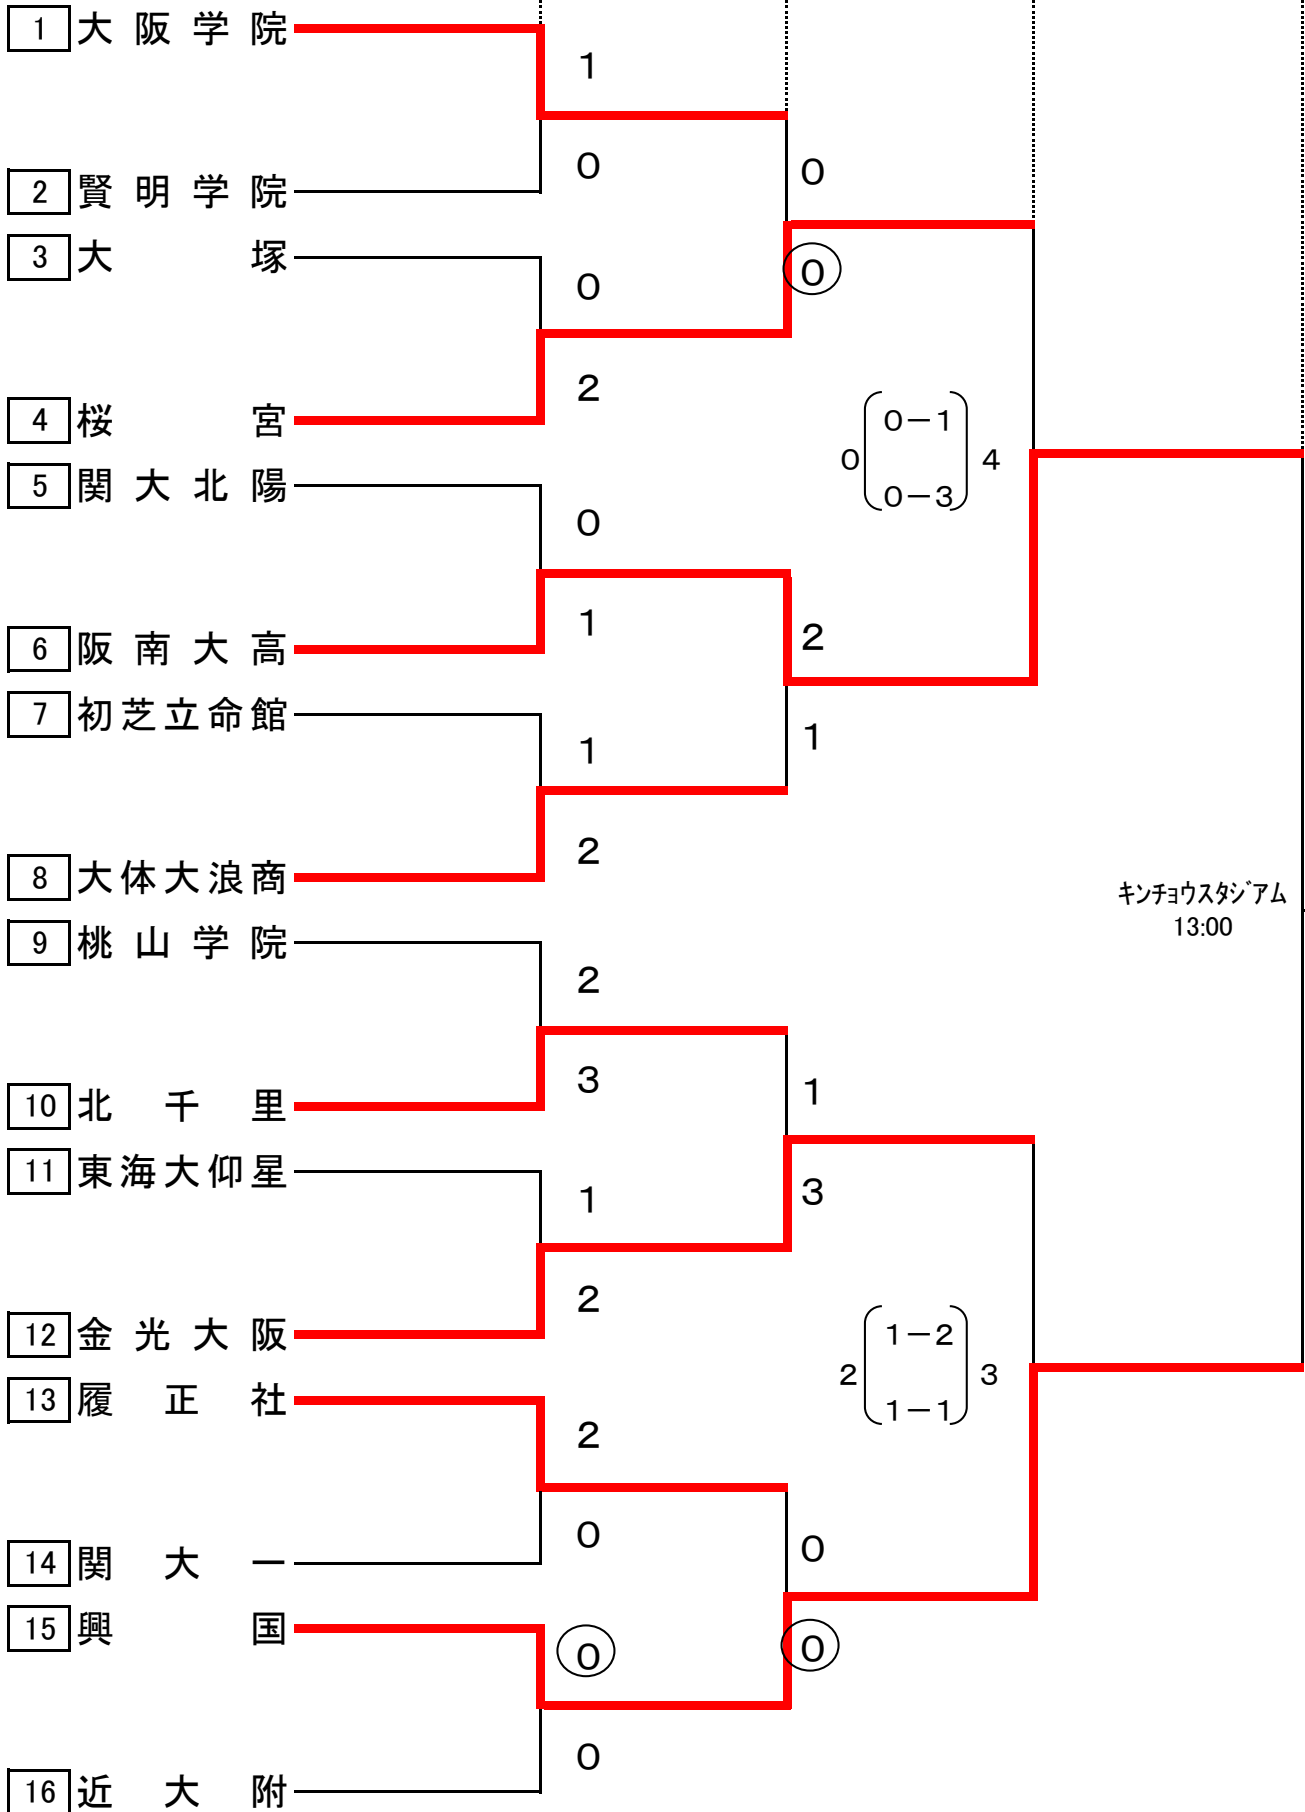 1 大阪学院
1
0
2 賢明学院
0
3 大塚
0
0
2
4 桜宮
0－1
0 4
0－3
5 関大北陽
0
1
6 阪南大高
2
7 初芝立命館
1
1
2
8 大体大浪商
キンチョウスタジアム
13:00
9 桃山学院
2
3
10 北千里
1
11 東海大仰星
1
3
2
12 金光大阪
1－2
2 3
1－1
13 履正社
2
0
14 関大一
0
15 興国
0
0
0
16 近大附